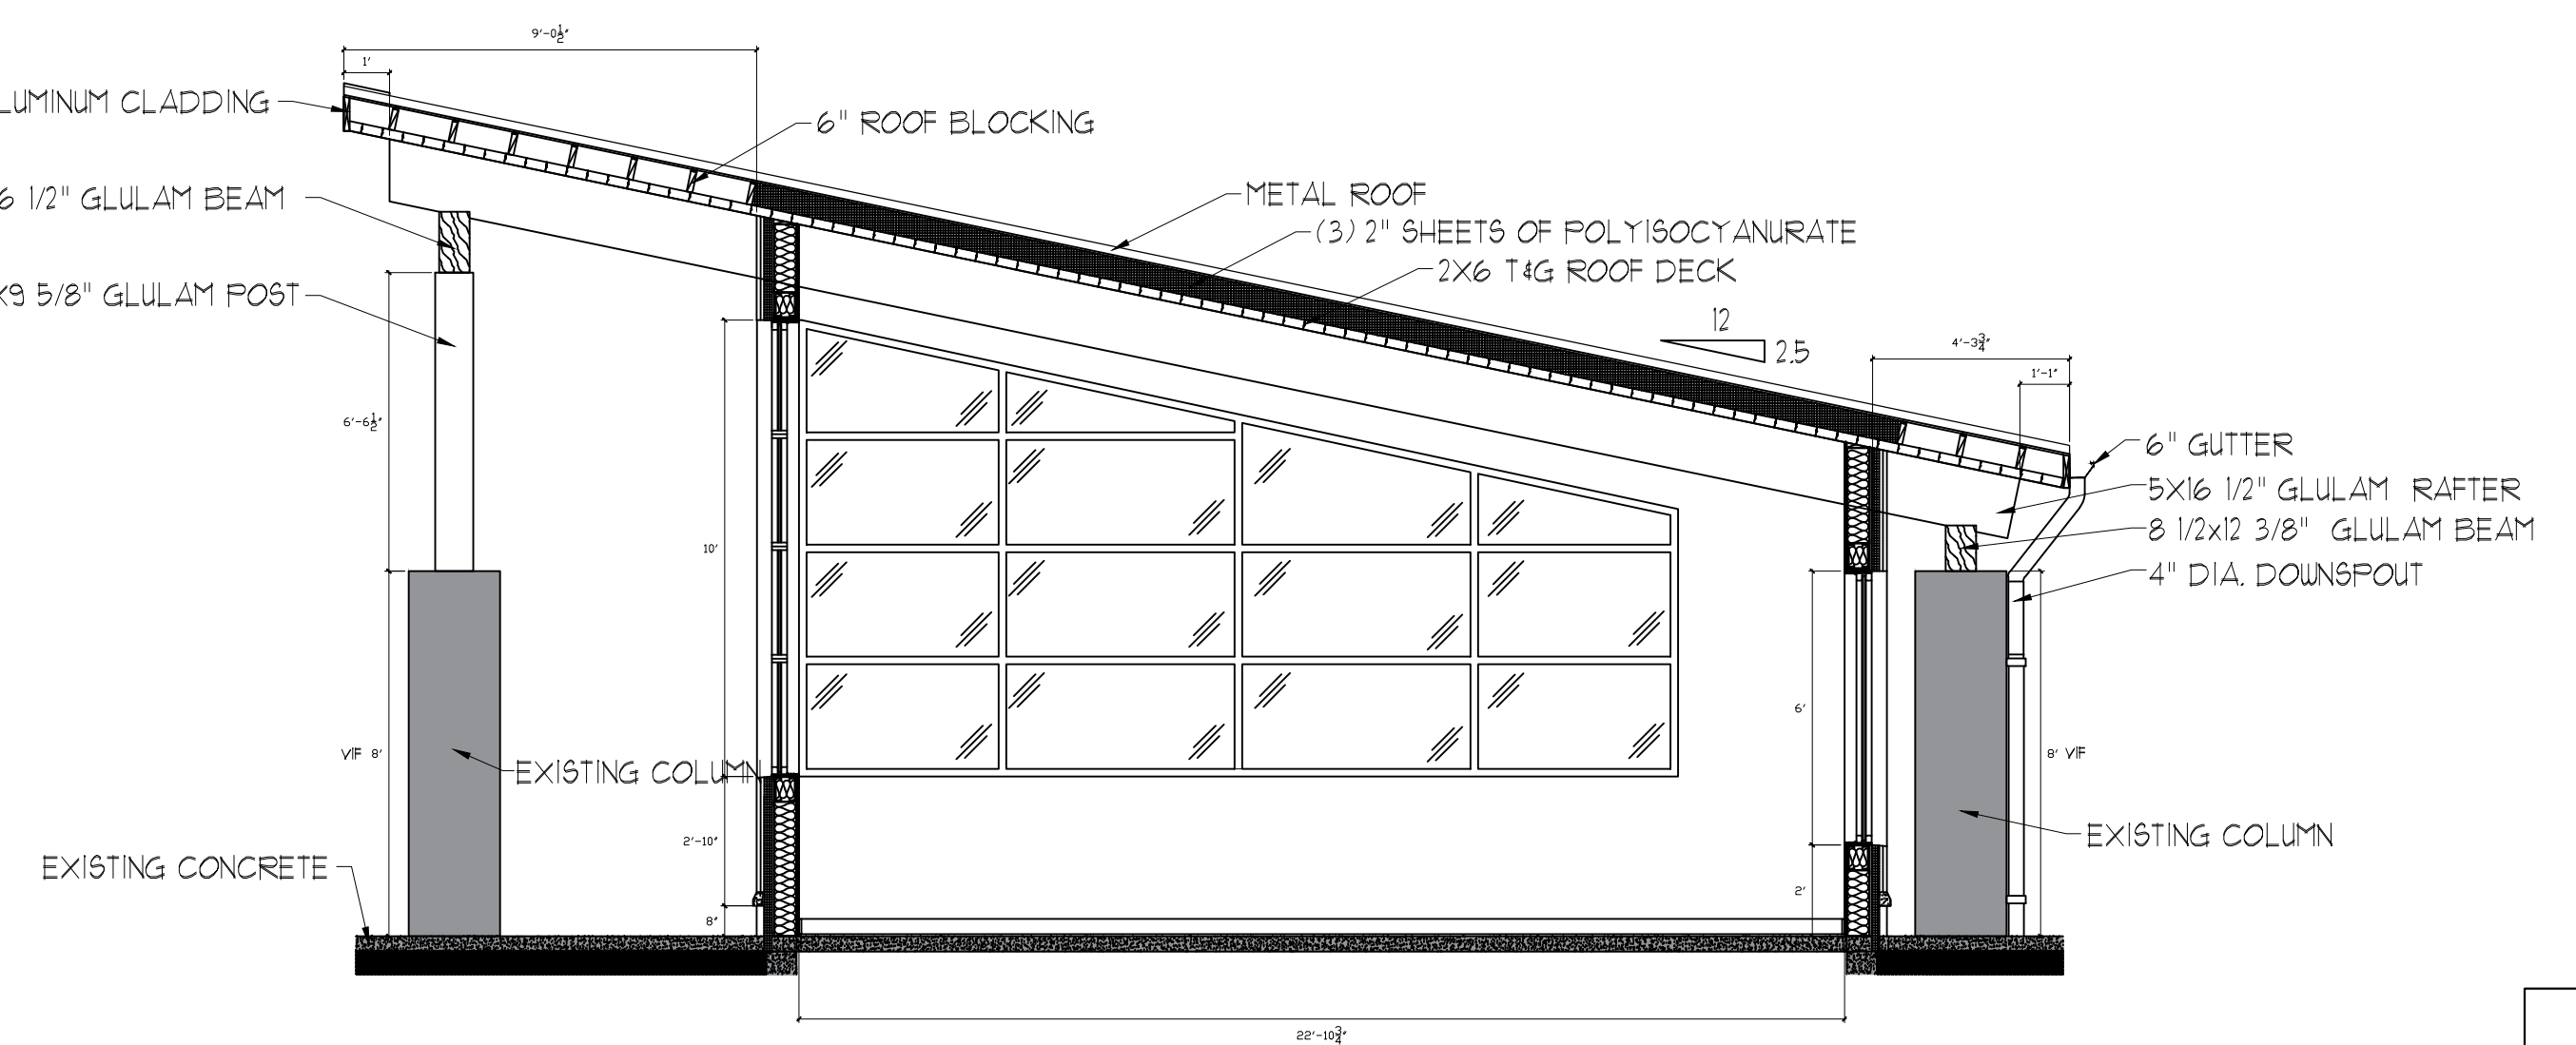 9'-0½"
1'
LUMINUM CLADDING
6" ROOF BLOCKING
6 1/2" GLULAM BEAM
METAL ROOF
(3) 2" SHEETS OF POLYISOCYANURATE
2X6 T&G ROOF DECK
X9 5/8" GLULAM POST
12
2.5
4'-3¾"
1'-1"
6'-6½"
6" GUTTER
5X16 1/2" GLULAM RAFTER
8 1/2x12 3/8" GLULAM BEAM
4" DIA. DOWNSPOUT
10'
6'
VIF 8'
8' VIF
EXISTING COLUMN
EXISTING COLUMN
2'-10"
EXISTING CONCRETE
2'
8"
22'-10¾"